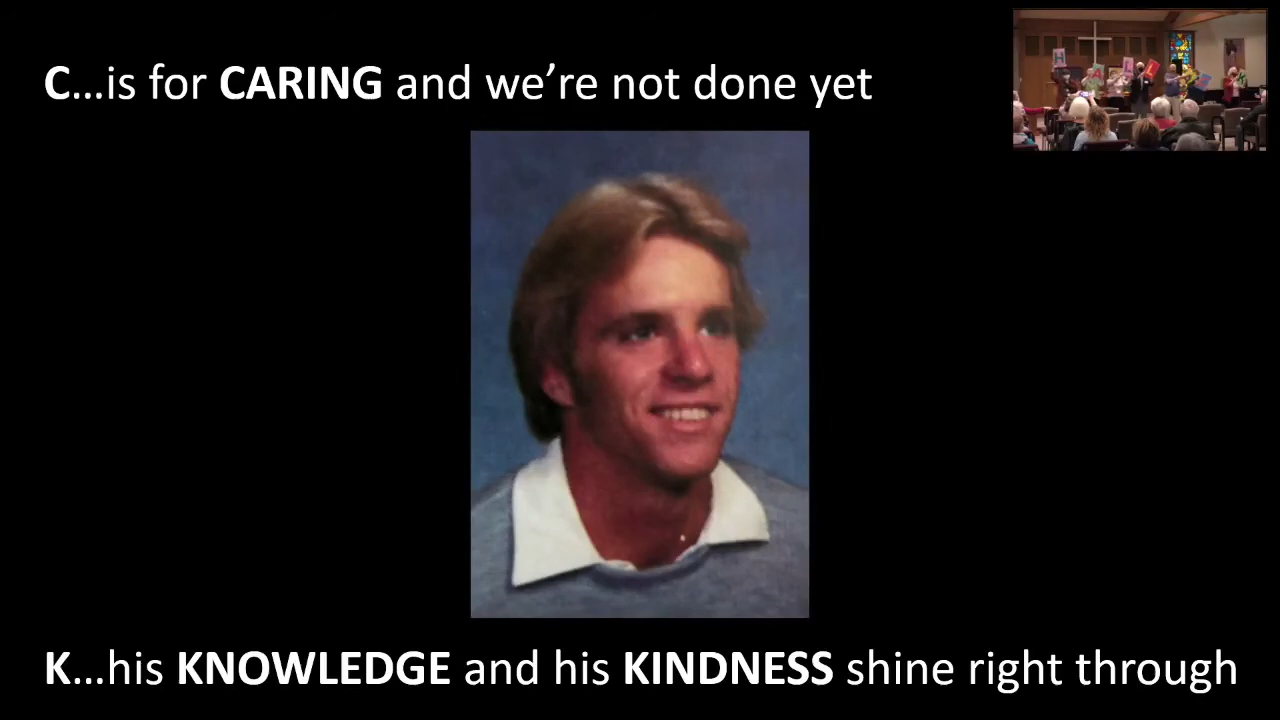 C...is for CARING and we're not done yet
K...his KNOWLEDGE and his KINDNESS shine right through